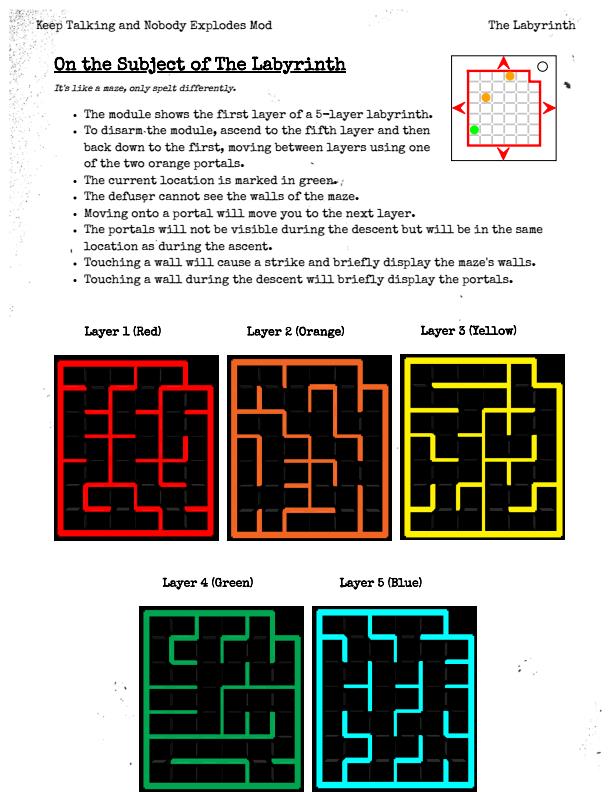 Keep Talking and Nobody Explodes Mod The Labyrinth
On the Subject of The Labyrinth
It's like a maze, only spelt differently.
• The module shows the first layer of a 5-layer labyrinth.
• To disarm the module, ascend to the fifth layer and then
back down to the first, moving between layers using one
of the two orange portals.
• The current location is marked in green.
• The defuser cannot see the walls of the maze.
• Moving onto a portal will move you to the next layer.
• The portals will not be visible during the descent but will be in the same
location as during the ascent.
• Touching a wall will cause a strike and briefly display the maze's walls.
• Touching a wall during the descent will briefly display the portals.
Layer 1 (Red) Layer 2 (Orange) Layer 3 (Yellow)
Layer 4 (Green) Layer 5 (Blue)